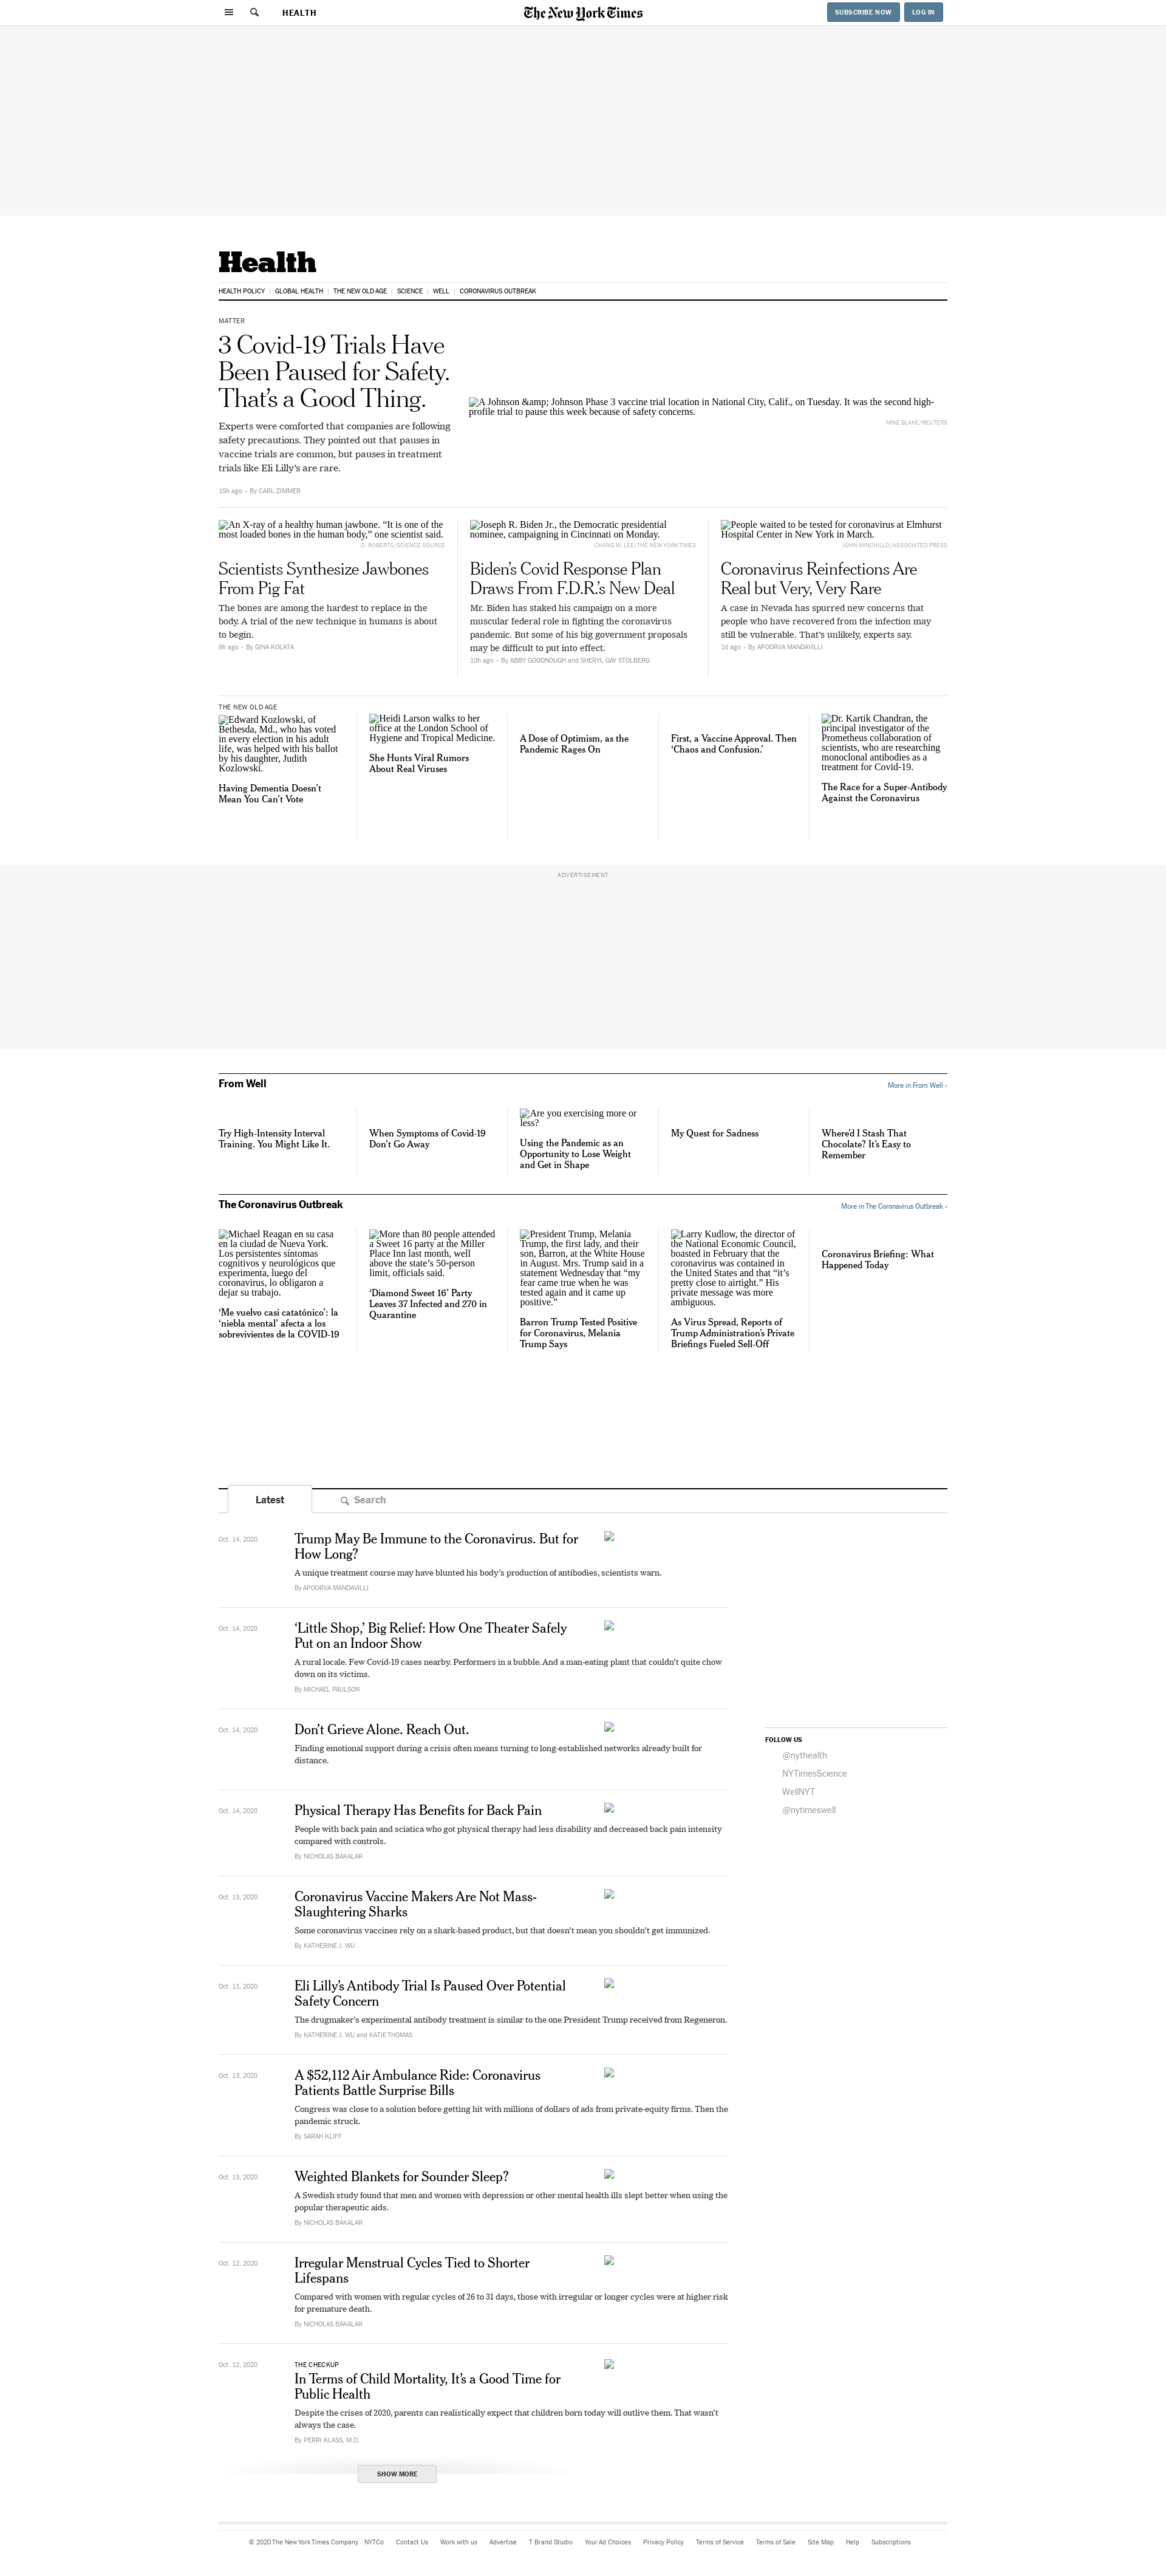 HEALTH
The New York Times
SUBSCRIBE NOW
LOG IN
Health
HEALTH POLICY
GLOBAL HEALTH
THE NEW OLD AGE
SCIENCE
WELL
CORONAVIRUS OUTBREAK
MATTER
3 Covid-19 Trials Have
Been Paused for Safety.
That's a Good Thing.
Experts were comforted that companies are following
safety precautions. They pointed out that pauses in
vaccine trials are common, but pauses in treatment
trials like Eli Lilly's are rare.
15h ago • By CARL ZIMMER
A Johnson &amp; Johnson Phase 3 vaccine trial location in National City, Calif., on Tuesday. It was the second high-
profile trial to pause this week because of safety concerns.
MIKE BLAKE/REUTERS
An X-ray of a healthy human jawbone. “It is one of the
most loaded bones in the human body,” one scientist said.
D. ROBERTS/SCIENCE SOURCE
Scientists Synthesize Jawbones
From Pig Fat
The bones are among the hardest to replace in the
body. A trial of the new technique in humans is about
to begin.
9h ago • By GINA KOLATA
Joseph R. Biden Jr., the Democratic presidential
nominee, campaigning in Cincinnati on Monday.
CHANG W. LEE/THE NEW YORK TIMES
Biden's Covid Response Plan
Draws From F.D.R.'s New Deal
Mr. Biden has staked his campaign on a more
muscular federal role in fighting the coronavirus
pandemic. But some of his big government proposals
may be difficult to put into effect.
10h ago • By ABBY GOODNOUGH and SHERYL GAY STOLBERG
People waited to be tested for coronavirus at Elmhurst
Hospital Center in New York in March.
JOHN MINCHILLO/ASSOCIATED PRESS
Coronavirus Reinfections Are
Real but Very, Very Rare
A case in Nevada has spurred new concerns that
people who have recovered from the infection may
still be vulnerable. That's unlikely, experts say.
1d ago • By APOORVA MANDAVILLI
THE NEW OLD AGE
Edward Kozlowski, of
Bethesda, Md., who has voted
in every election in his adult
life, was helped with his ballot
by his daughter, Judith
Kozlowski.
Having Dementia Doesn't
Mean You Can't Vote
Heidi Larson walks to her
office at the London School of
Hygiene and Tropical Medicine.
She Hunts Viral Rumors
About Real Viruses
A Dose of Optimism, as the
Pandemic Rages On
First, a Vaccine Approval. Then
‘Chaos and Confusion.’
Dr. Kartik Chandran, the
principal investigator of the
Prometheus collaboration of
scientists, who are researching
monoclonal antibodies as a
treatment for Covid-19.
The Race for a Super-Antibody
Against the Coronavirus
ADVERTISEMENT
From Well
More in From Well ›
Try High-Intensity Interval
Training. You Might Like It.
When Symptoms of Covid-19
Don't Go Away
Are you exercising more or
less?
Using the Pandemic as an
Opportunity to Lose Weight
and Get in Shape
My Quest for Sadness
Where'd I Stash That
Chocolate? It's Easy to
Remember
The Coronavirus Outbreak
More in The Coronavirus Outbreak ›
Michael Reagan en su casa
en la ciudad de Nueva York.
Los persistentes síntomas
cognitivos y neurológicos que
experimenta, luego del
coronavirus, lo obligaron a
dejar su trabajo.
‘Me vuelvo casi catatónico’: la
‘niebla mental’ afecta a los
sobrevivientes de la COVID-19
More than 80 people attended
a Sweet 16 party at the Miller
Place Inn last month, well
above the state’s 50-person
limit, officials said.
‘Diamond Sweet 16’ Party
Leaves 37 Infected and 270 in
Quarantine
President Trump, Melania
Trump, the first lady, and their
son, Barron, at the White House
in August. Mrs. Trump said in a
statement Wednesday that “my
fear came true when he was
tested again and it came up
positive.”
Barron Trump Tested Positive
for Coronavirus, Melania
Trump Says
Larry Kudlow, the director of
the National Economic Council,
boasted in February that the
coronavirus was contained in
the United States and that “it’s
pretty close to airtight.” His
private message was more
ambiguous.
As Virus Spread, Reports of
Trump Administration's Private
Briefings Fueled Sell-Off
Coronavirus Briefing: What
Happened Today
Latest
Search
Oct. 14, 2020
Trump May Be Immune to the Coronavirus. But for
How Long?
A unique treatment course may have blunted his body's production of antibodies, scientists warn.
By APOORVA MANDAVILLI
Oct. 14, 2020
‘Little Shop,’ Big Relief: How One Theater Safely
Put on an Indoor Show
A rural locale. Few Covid-19 cases nearby. Performers in a bubble. And a man-eating plant that couldn't quite chow
down on its victims.
By MICHAEL PAULSON
Oct. 14, 2020
Don't Grieve Alone. Reach Out.
Finding emotional support during a crisis often means turning to long-established networks already built for
distance.
Oct. 14, 2020
Physical Therapy Has Benefits for Back Pain
People with back pain and sciatica who got physical therapy had less disability and decreased back pain intensity
compared with controls.
By NICHOLAS BAKALAR
Oct. 13, 2020
Coronavirus Vaccine Makers Are Not Mass-
Slaughtering Sharks
Some coronavirus vaccines rely on a shark-based product, but that doesn't mean you shouldn't get immunized.
By KATHERINE J. WU
Oct. 13, 2020
Eli Lilly's Antibody Trial Is Paused Over Potential
Safety Concern
The drugmaker's experimental antibody treatment is similar to the one President Trump received from Regeneron.
By KATHERINE J. WU and KATIE THOMAS
Oct. 13, 2020
A $52,112 Air Ambulance Ride: Coronavirus
Patients Battle Surprise Bills
Congress was close to a solution before getting hit with millions of dollars of ads from private-equity firms. Then the
pandemic struck.
By SARAH KLIFF
Oct. 13, 2020
Weighted Blankets for Sounder Sleep?
A Swedish study found that men and women with depression or other mental health ills slept better when using the
popular therapeutic aids.
By NICHOLAS BAKALAR
Oct. 12, 2020
Irregular Menstrual Cycles Tied to Shorter
Lifespans
Compared with women with regular cycles of 26 to 31 days, those with irregular or longer cycles were at higher risk
for premature death.
By NICHOLAS BAKALAR
Oct. 12, 2020
THE CHECKUP
In Terms of Child Mortality, It's a Good Time for
Public Health
Despite the crises of 2020, parents can realistically expect that children born today will outlive them. That wasn't
always the case.
By PERRI KLASS, M.D.
SHOW MORE
FOLLOW US
@nythealth
NYTimesScience
WellNYT
@nytimeswell
© 2020 The New York Times Company NYTCo Contact Us Work with us Advertise T Brand Studio Your Ad Choices Privacy Policy Terms of Service Terms of Sale Site Map Help Subscriptions